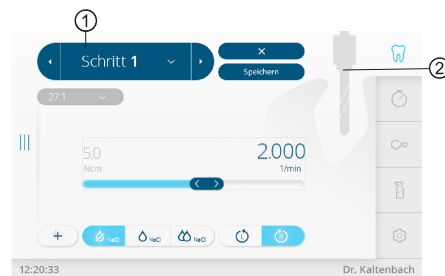 1
Schritt 1
×
Speichern
2
Z7:1
5.0
Ncm
2.000
1/min
NaCl
NaCl
NaCl
L
R
12:20:33
Dr. Kaltenbach